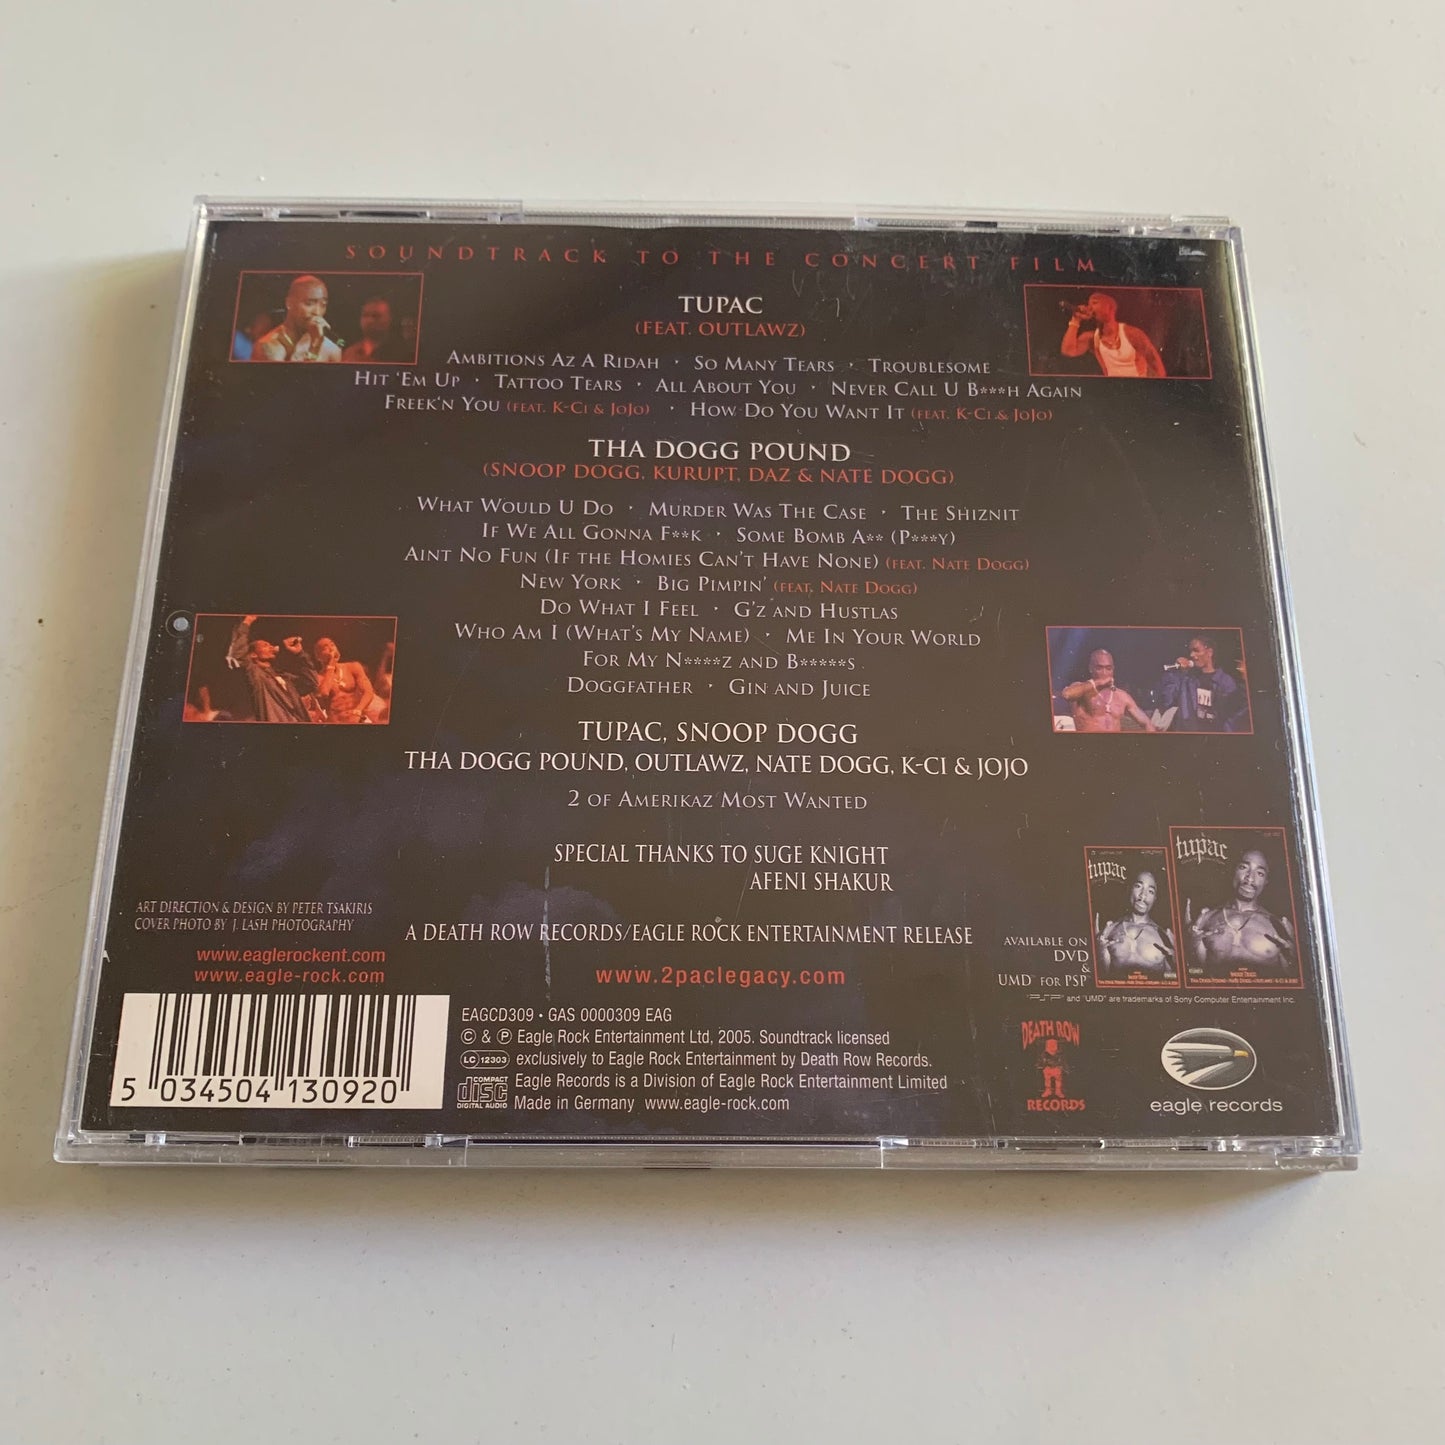 SOUNDTRACK TO THE CONCERT FILM
TUPAC
(FEAT. OUTLAWZ)
AMBITIONS AZ A RIDAH · SO MANY TEARS · TROUBLESOME
HIT 'EM UP · TATTOO TEARS · ALL ABOUT YOU · NEVER CALL U B***H AGAIN
FREEK'N YOU (FEAT. K-CI & JOJO) · HOW DO YOU WANT IT (FEAT. K-CI & JOJO)
THA DOGG POUND
(SNOOP DOGG, KURUPT, DAZ & NATE DOGG)
WHAT WOULD U DO · MURDER WAS THE CASE · THE SHIZNIT
IF WE ALL GONNA F**K · SOME BOMB A** (P***Y)
AINT NO FUN (IF THE HOMIES CAN'T HAVE NONE) (FEAT. NATE DOGG)
NEW YORK · BIG PIMPIN' (FEAT. NATE DOGG)
DO WHAT I FEEL · G'Z AND HUSTLAS
WHO AM I (WHAT'S MY NAME) · ME IN YOUR WORLD
FOR MY N****Z AND B*****S
DOGGFATHER · GIN AND JUICE
TUPAC, SNOOP DOGG
THA DOGG POUND, OUTLAWZ, NATE DOGG, K-CI & JOJO
2 OF AMERIKAZ MOST WANTED
SPECIAL THANKS TO SUGE KNIGHT
AFENI SHAKUR
ART DIRECTION & DESIGN BY PETER TSAKIRIS
COVER PHOTO BY J. LASH PHOTOGRAPHY
www.eaglerockent.com
www.eagle-rock.com
A DEATH ROW RECORDS/EAGLE ROCK ENTERTAINMENT RELEASE
www.2paclegacy.com
tupac
tupac
AVAILABLE ON
DVD
&
UMD™ FOR PSP™
and "UMD" are trademarks of Sony Computer Entertainment Inc.
5 034504 130920
EAGCD309 · GAS 0000309 EAG
© & ℗ Eagle Rock Entertainment Ltd, 2005. Soundtrack licensed
LC 12303 exclusively to Eagle Rock Entertainment by Death Row Records.
COMPACT disc DIGITAL AUDIO
Eagle Records is a Division of Eagle Rock Entertainment Limited
Made in Germany www.eagle-rock.com
DEATH ROW
RECORDS
eagle records